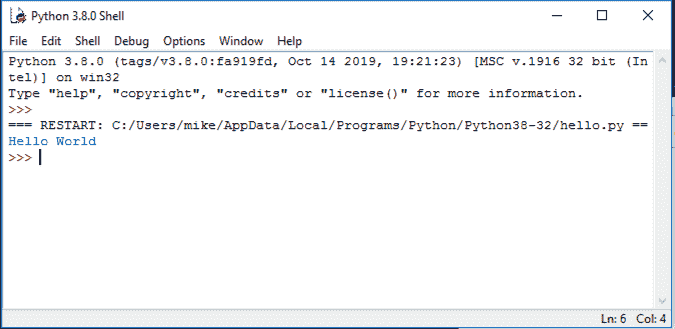 Python 3.8.0 Shell
File Edit Shell Debug Options Window Help
Python 3.8.0 (tags/v3.8.0:fa919fd, Oct 14 2019, 19:21:23) [MSC v.1916 32 bit (In
tel)] on win32
Type "help", "copyright", "credits" or "license()" for more information.
>>>
=== RESTART: C:/Users/mike/AppData/Local/Programs/Python/Python38-32/hello.py ==
Hello World
>>>
Ln: 6 Col: 4